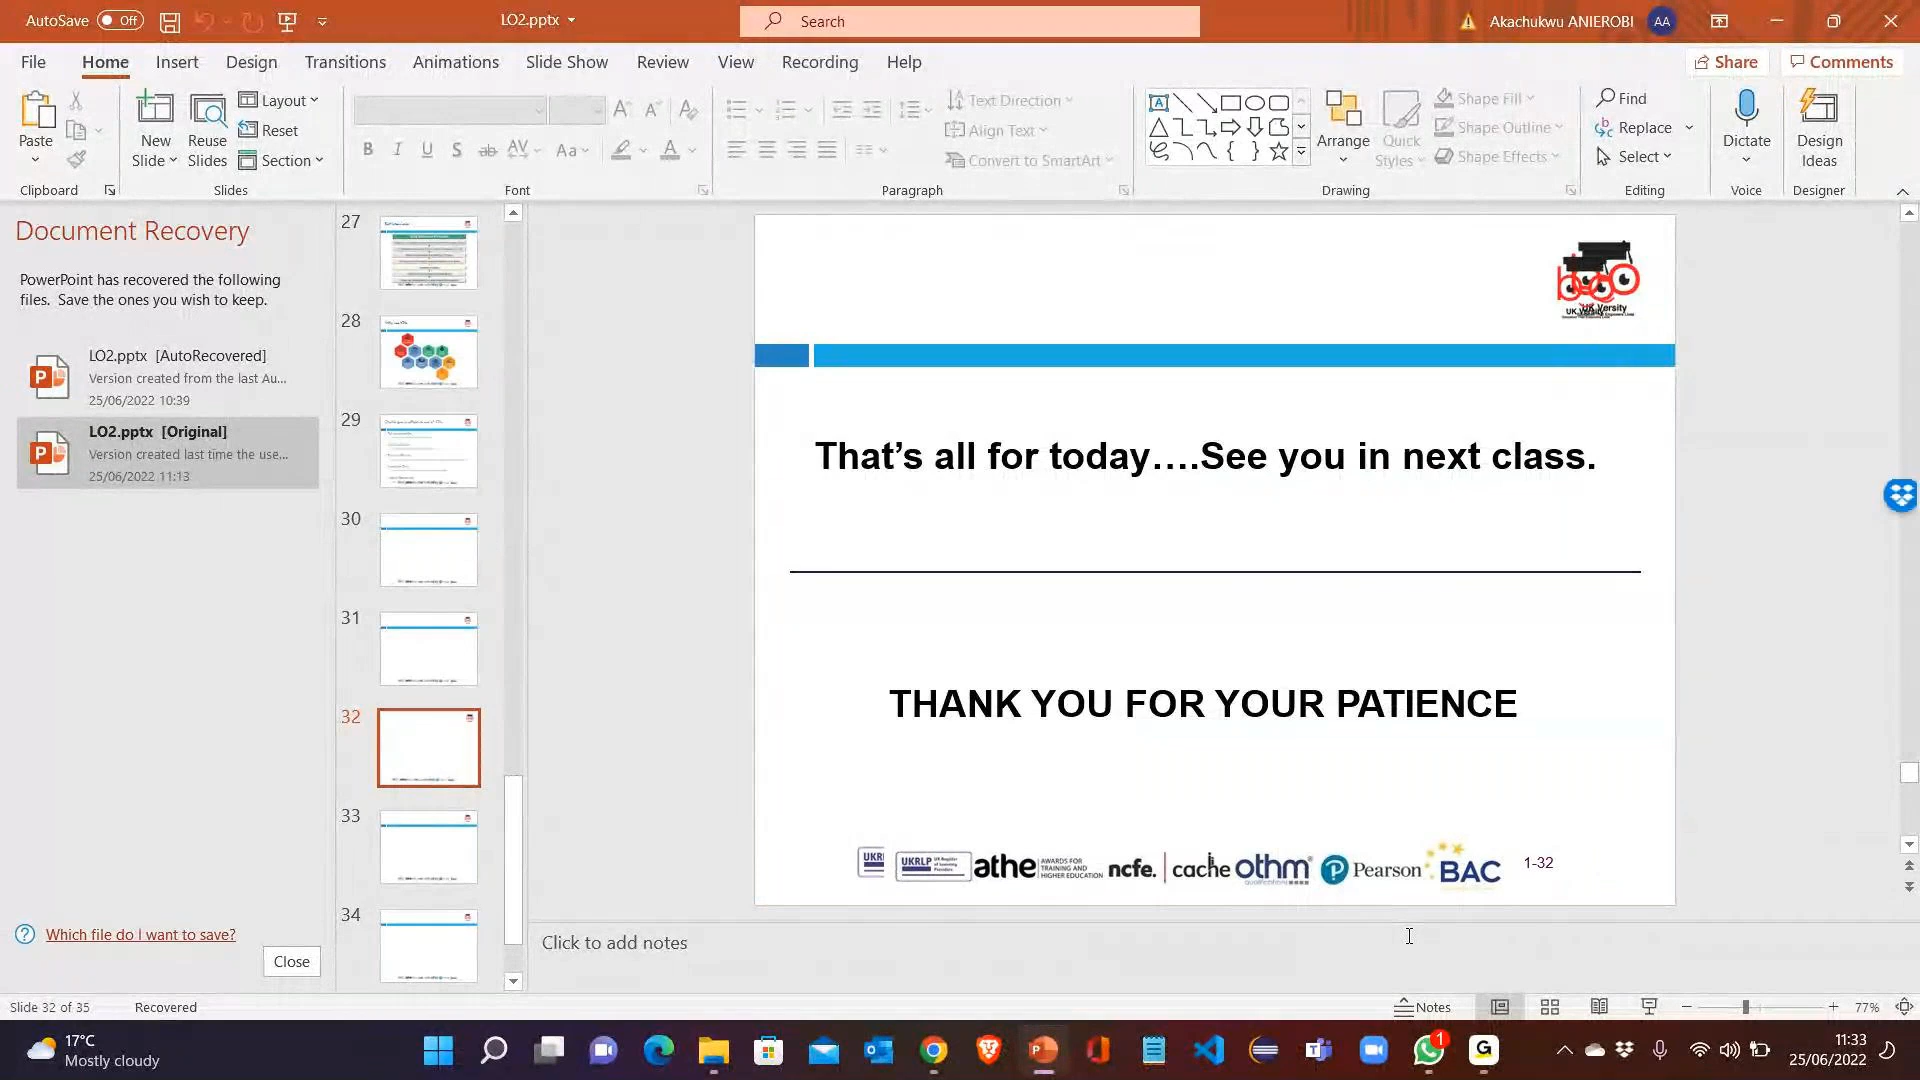 AutoSave Off
LO2.pptx
Search
Akachukwu ANIEROBI AA
File Home Insert Design Transitions Animations Slide Show Review View Recording Help
Share Comments
Paste
New Slide
Reuse Slides
Layout
Reset
Section
Text Direction
Align Text
Convert to SmartArt
Arrange
Quick Styles
Shape Fill
Shape Outline
Shape Effects
Find
Replace
Select
Dictate
Design Ideas
Clipboard Slides Font Paragraph Drawing Editing Voice Designer
Document Recovery
PowerPoint has recovered the following
files. Save the ones you wish to keep.
LO2.pptx [AutoRecovered]
Version created from the last Au...
25/06/2022 10:39
LO2.pptx [Original]
Version created last time the use...
25/06/2022 11:13
Which file do I want to save?
Close
27
28
29
30
31
32
33
34
UK Versity
That’s all for today….See you in next class.
THANK YOU FOR YOUR PATIENCE
UKRLP UK Register of Learning Providers
athe AWARDS FOR TRAINING AND HIGHER EDUCATION
ncfe. cache othm Pearson BAC
1-32
Click to add notes
Slide 32 of 35 Recovered
Notes
77%
17°C
Mostly cloudy
1
11:33
25/06/2022